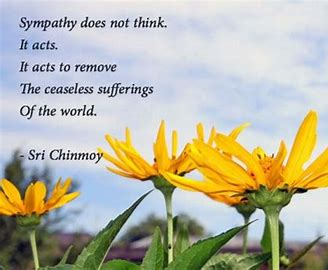 Sympathy does not think.
It acts.
It acts to remove
The ceaseless sufferings
Of the world.
- Sri Chinmoy